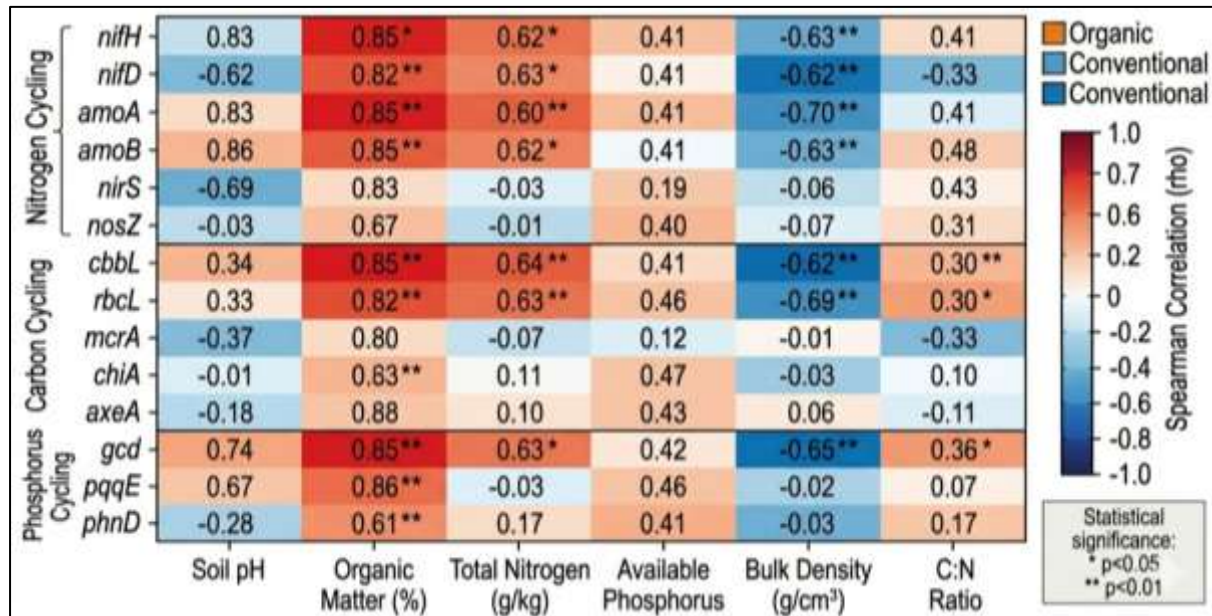 Nitrogen Cycling
nifH 0.83 0.85* 0.62* 0.41 -0.63** 0.41
nifD -0.62 0.82** 0.63* 0.41 -0.62** -0.33
amoA 0.83 0.85** 0.60** 0.41 -0.70** 0.41
amoB 0.86 0.85** 0.62* 0.41 -0.63** 0.48
nirS -0.69 0.83 -0.03 0.19 -0.06 0.43
nosZ -0.03 0.67 -0.01 0.40 -0.07 0.31
Carbon Cycling
cbbL 0.34 0.85** 0.64** 0.41 -0.62** 0.30**
rbcL 0.33 0.82** 0.63** 0.46 -0.69** 0.30*
mcrA -0.37 0.80 -0.07 0.12 -0.01 -0.33
chiA -0.01 0.63** 0.11 0.47 -0.03 0.10
axeA -0.18 0.88 0.10 0.43 0.06 -0.11
Phosphorus
Cycling
gcd 0.74 0.85** 0.63* 0.42 -0.65** 0.36*
pqqE 0.67 0.86** -0.03 0.46 -0.02 0.07
phnD -0.28 0.61** 0.17 0.41 -0.03 0.17
Soil pH Organic Total Nitrogen Available Bulk Density C:N
Matter (%) (g/kg) Phosphorus (g/cm³) Ratio
Organic
Conventional
Conventional
1.0
0.7
0.6
0.2
0
-0.2
-0.4
-0.6
-0.8
-1.0
Spearman Correlation (rho)
Statistical
significance:
* p<0.05
** p<0.01